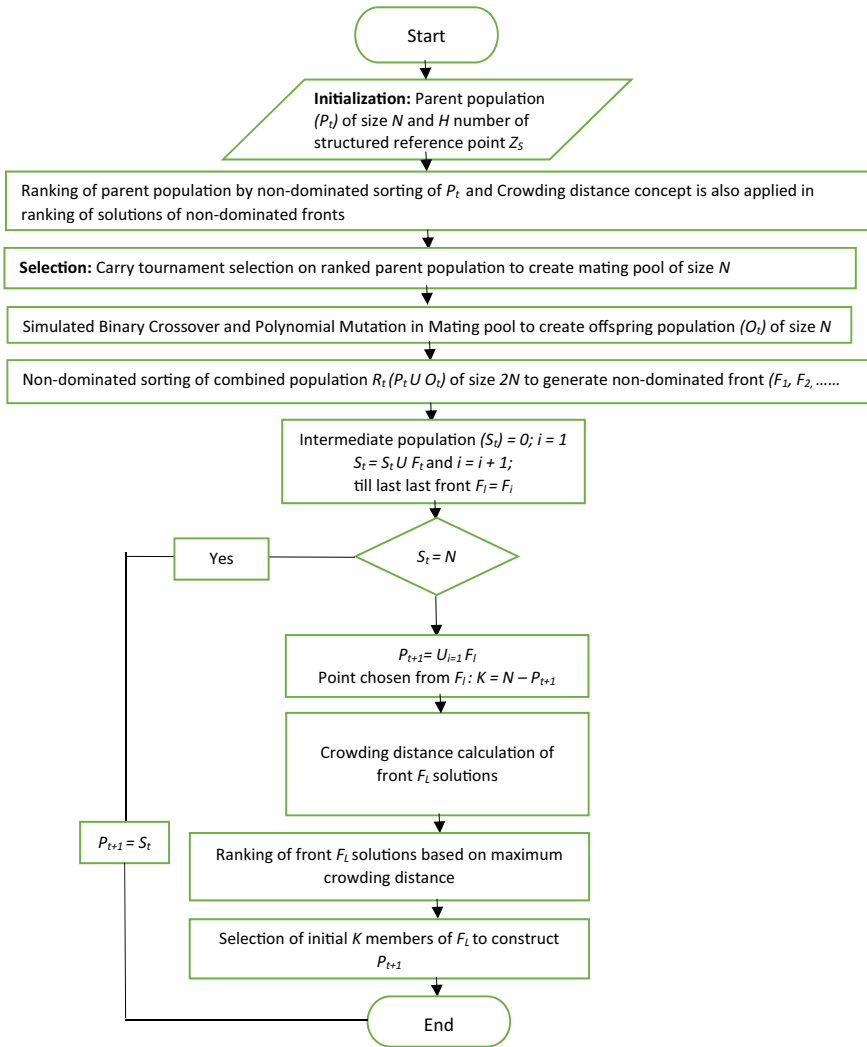 Start
Initialization: Parent population
(Pt) of size N and H number of
structured reference point ZS
Ranking of parent population by non-dominated sorting of Pt and Crowding distance concept is also applied in
ranking of solutions of non-dominated fronts
Selection: Carry tournament selection on ranked parent population to create mating pool of size N
Simulated Binary Crossover and Polynomial Mutation in Mating pool to create offspring population (Ot) of size N
Non-dominated sorting of combined population Rt (Pt U Ot) of size 2N to generate non-dominated front (F1, F2, ......
Intermediate population (St) = 0; i = 1
St = St U Ft and i = i + 1;
till last last front Fl = Fi
Yes
St = N
Pt+1 = Ui=1 Fl
Point chosen from Fl : K = N – Pt+1
Crowding distance calculation of
front FL solutions
Pt+1 = St
Ranking of front FL solutions based on maximum
crowding distance
Selection of initial K members of FL to construct
Pt+1
End